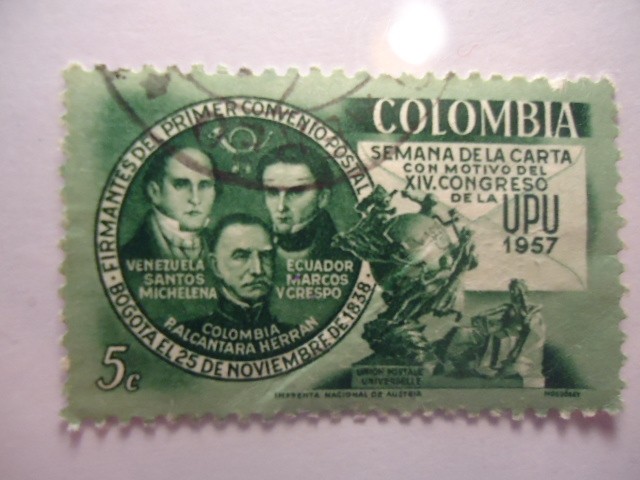 FIRMANTES DEL PRIMER CONVENIO POSTAL
BOGOTA EL 25 DE NOVIEMBRE DE 1838
VENEZUELA
SANTOS
MICHELENA
ECUADOR
MARCOS
V CRESPO
COLOMBIA
P.ALCANTARA HERRAN
5c
COLOMBIA
SEMANA DE LA CARTA
CON MOTIVO DEL
XIV. CONGRESO
DE LA UPU
1957
UNION POSTALE
UNIVERSELLE
IMPRENTA NACIONAL DE AUSTRIA